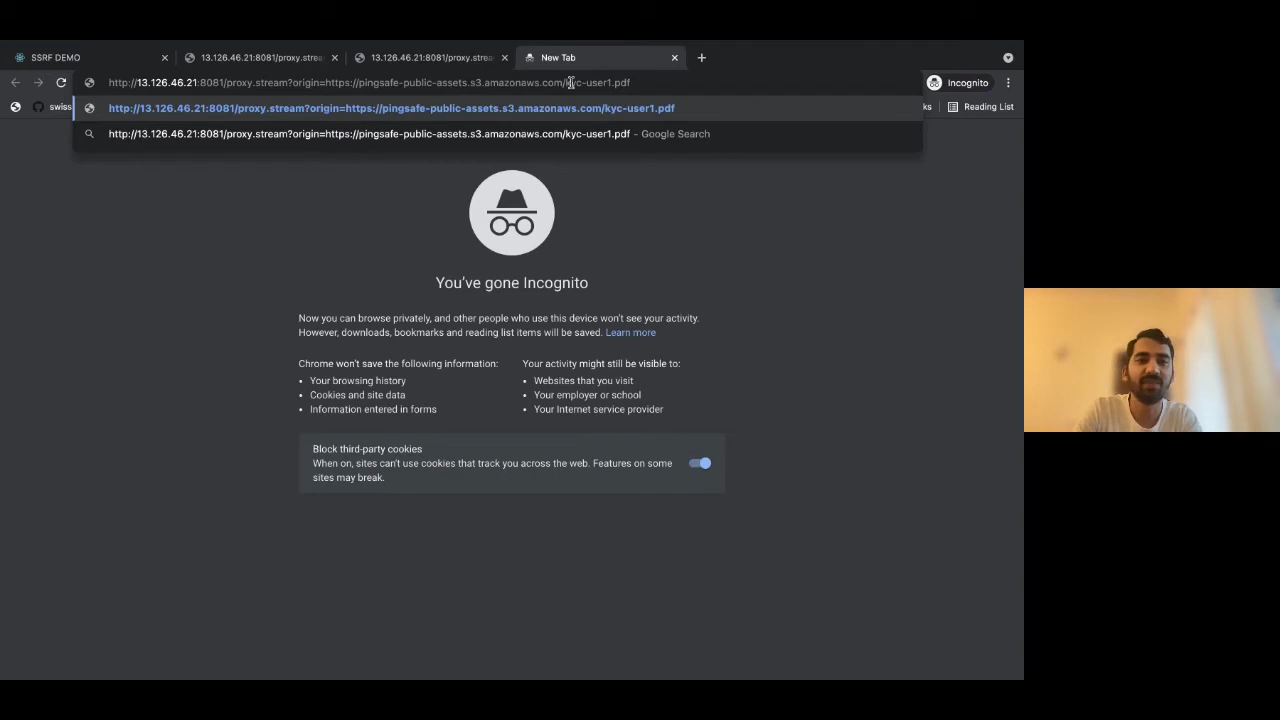 SSRF DEMO
13.126.46.21:8081/proxy.strea
13.126.46.21:8081/proxy.strea
New Tab
http://13.126.46.21:8081/proxy.stream?origin=https://pingsafe-public-assets.s3.amazonaws.com/kyc-user1.pdf
Incognito
swiss
http://13.126.46.21:8081/proxy.stream?origin=https://pingsafe-public-assets.s3.amazonaws.com/kyc-user1.pdf
ks
Reading List
http://13.126.46.21:8081/proxy.stream?origin=https://pingsafe-public-assets.s3.amazonaws.com/kyc-user1.pdf - Google Search
You've gone Incognito
Now you can browse privately, and other people who use this device won't see your activity.
However, downloads, bookmarks and reading list items will be saved. Learn more
Chrome won't save the following information:
• Your browsing history
• Cookies and site data
• Information entered in forms
Your activity might still be visible to:
• Websites that you visit
• Your employer or school
• Your Internet service provider
Block third-party cookies
When on, sites can't use cookies that track you across the web. Features on some
sites may break.